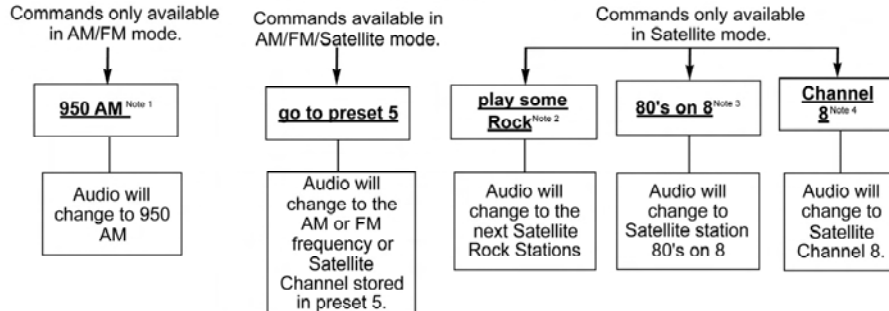 Commands only available
in AM/FM mode.
950 AM Note 1
Audio will
change to 950
AM
Commands available in
AM/FM/Satellite mode.
go to preset 5
Audio will
change to the
AM or FM
frequency or
Satellite
Channel stored
in preset 5.
Commands only available
in Satellite mode.
play some
Rock Note 2
Audio will
change to the
next Satellite
Rock Stations
80's on 8 Note 3
Audio will
change to
Satellite station
80's on 8
Channel
8 Note 4
Audio will
change to
Satellite
Channel 8.